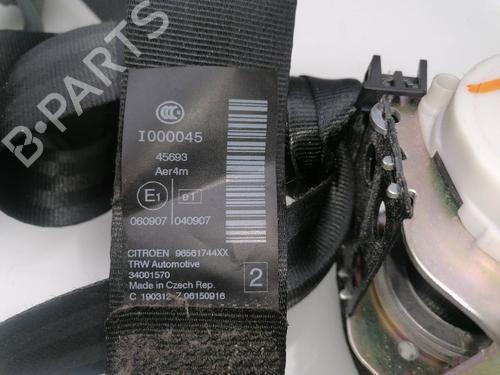 B-PARTS
CCC
I000045
45693
Aer4m
E1 e1
060907 040907
CITROEN 96561744XX
TRW Automotive
34001570
Made in Czech Rep.
C 190312 Z 06150916
2